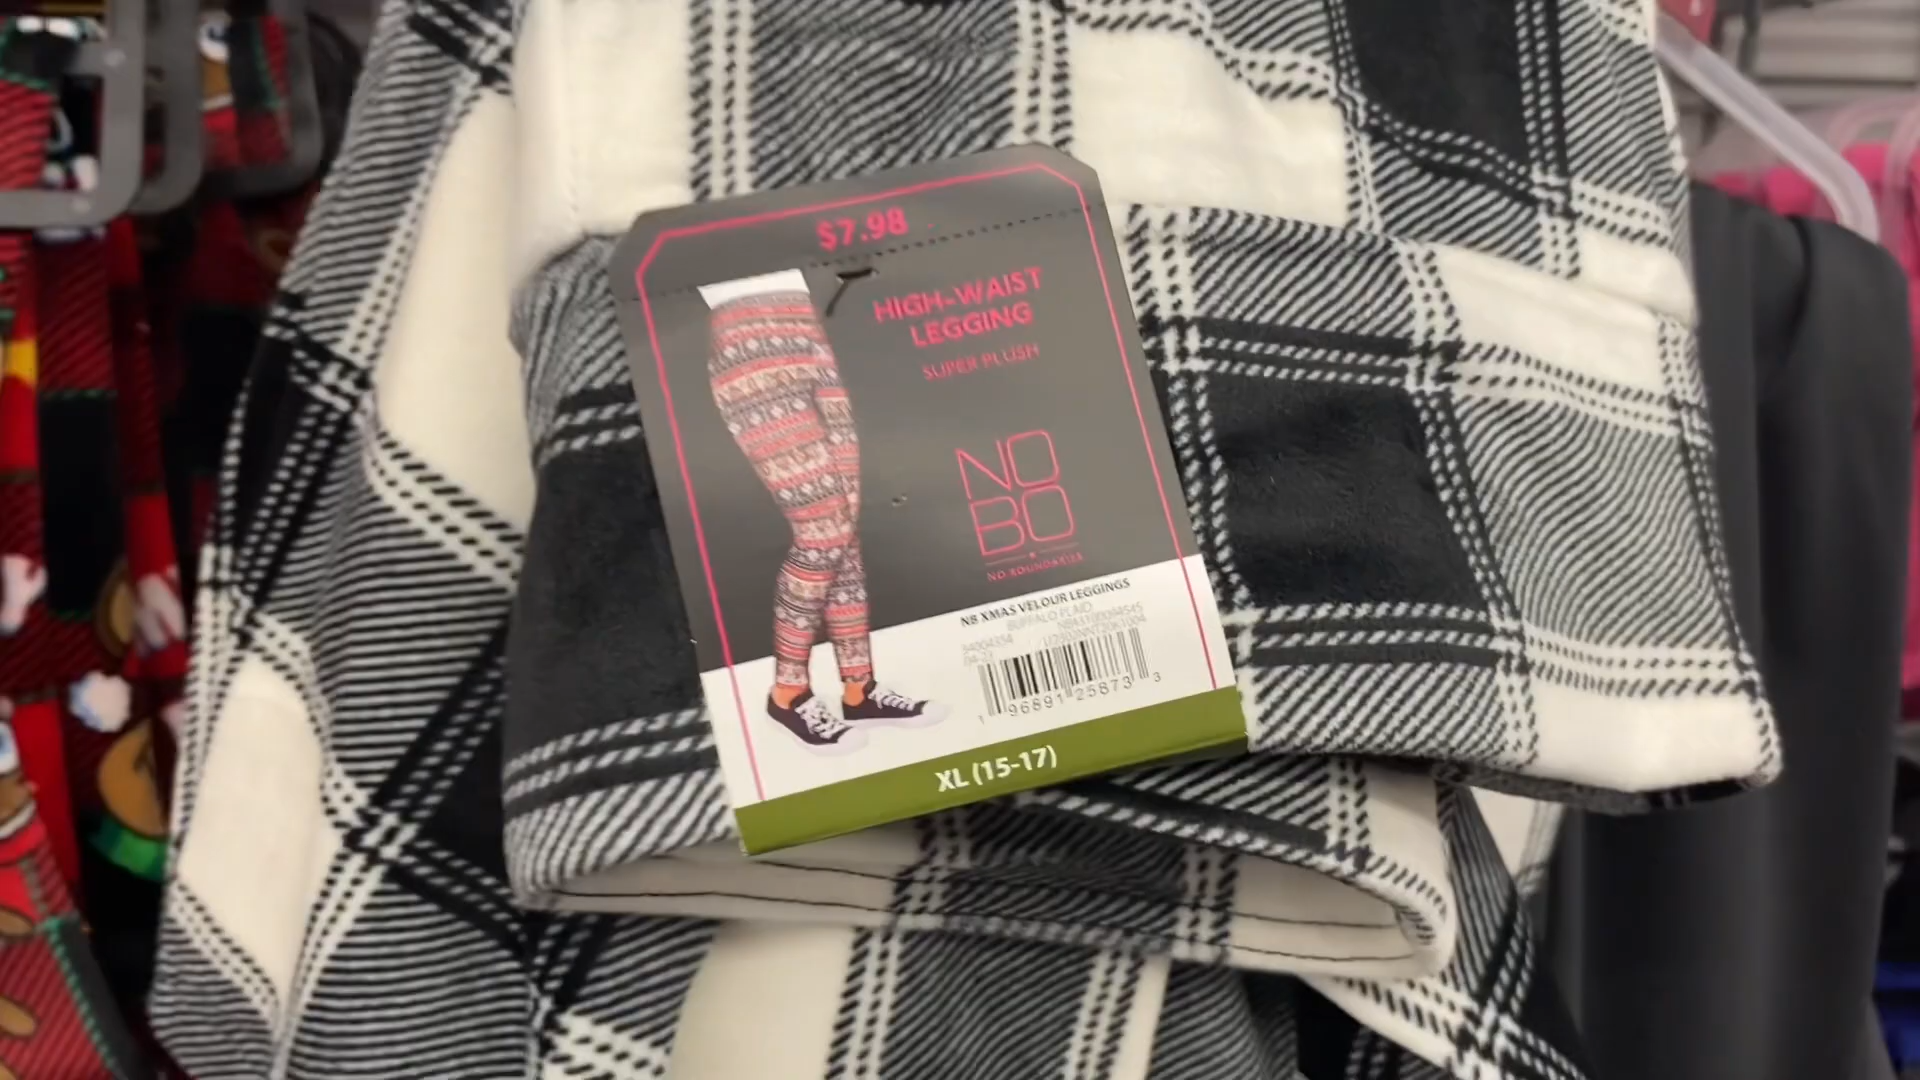 $7.98
HIGH-WAIST
LEGGING
SUPER PLUSH
NO
BO
NO BOUNDARIES
NB XMAS VELOUR LEGGINGS
BUFFALO PLAID
1 96891 25873 3
XL (15-17)